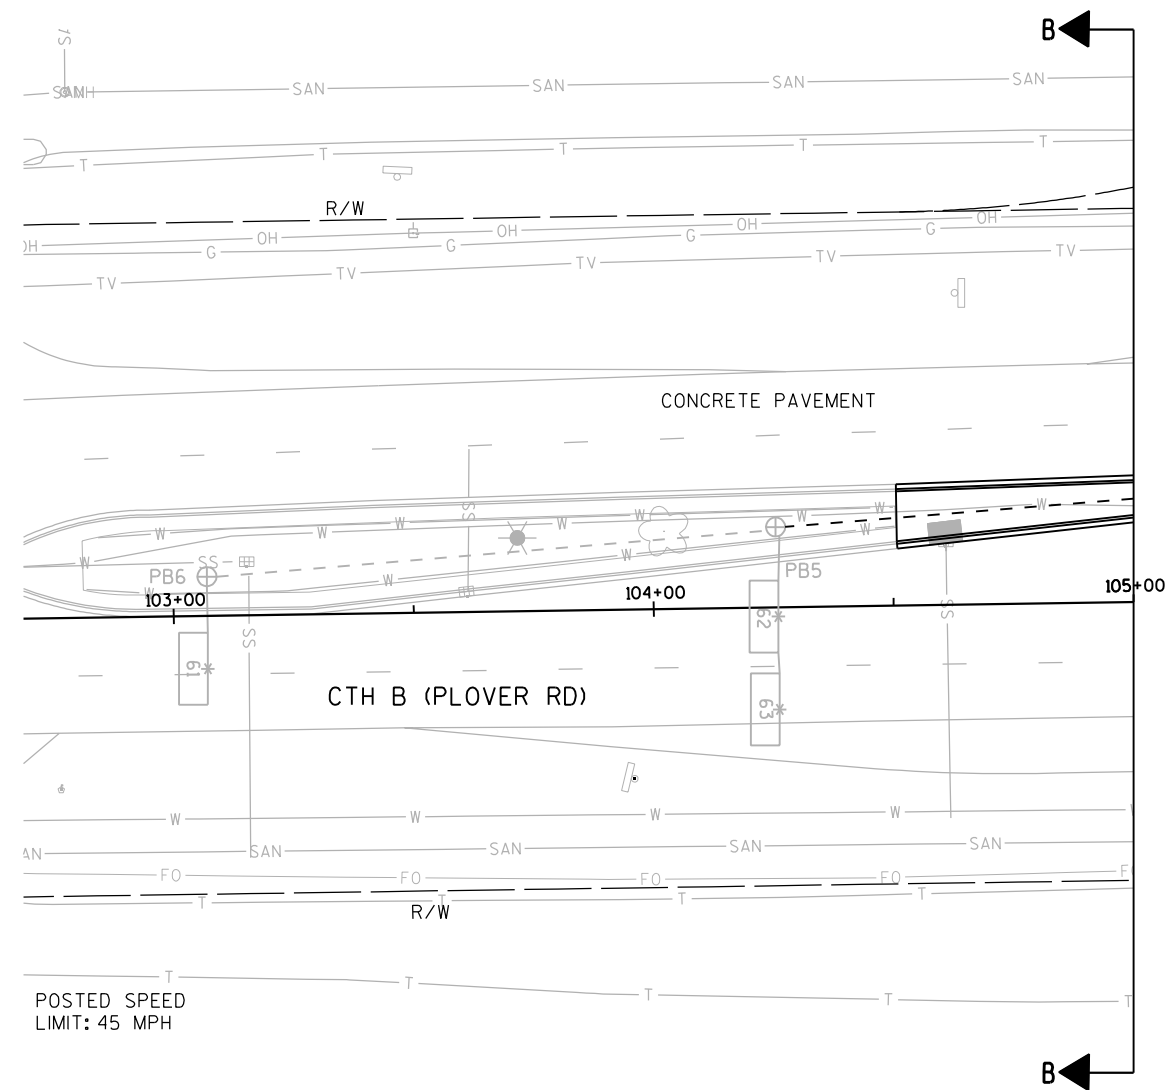 B
ST
SANMH
SAN SAN SAN SAN
T T T T T
R/W
OH OH OH OH OH
G G G G
TV TV TV TV TV
CONCRETE PAVEMENT
SS
W W W W W W
W W W
W W
SS
PB6
PB5
103+00
104+00
105+00
62
SS
SS
61
CTH B (PLOVER RD)
63
W W W W
SAN SAN SAN SAN
FO FO FO FO
T T T T
R/W
T T T T T
POSTED SPEED
LIMIT: 45 MPH
B